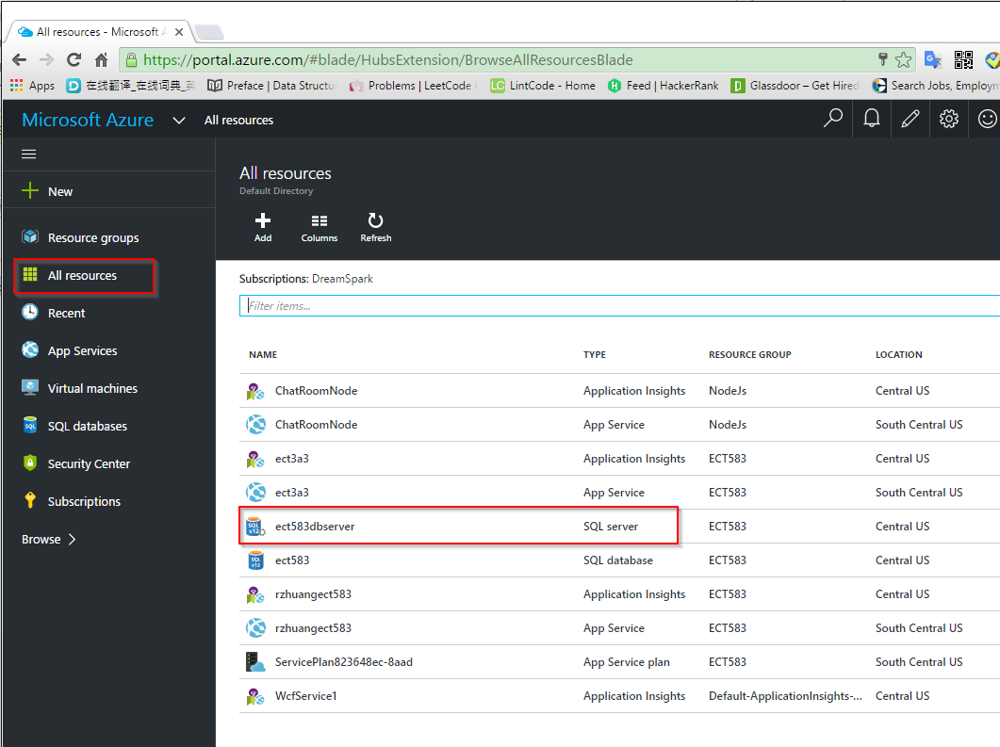 All resources - Microsoft A
https://portal.azure.com/#blade/HubsExtension/BrowseAllResourcesBlade
Apps 在线翻译_在线词典_英 Preface | Data Structu Problems | LeetCode LintCode - Home Feed | HackerRank Glassdoor – Get Hired Search Jobs, Employm
Microsoft Azure All resources
New
Resource groups
All resources
Recent
App Services
Virtual machines
SQL databases
Security Center
Subscriptions
Browse
All resources
Default Directory
Add Columns Refresh
Subscriptions: DreamSpark
Filter items...
NAME TYPE RESOURCE GROUP LOCATION
ChatRoomNode Application Insights NodeJs Central US
ChatRoomNode App Service NodeJs South Central US
ect3a3 Application Insights ECT583 Central US
ect3a3 App Service ECT583 South Central US
ect583dbserver SQL server ECT583 Central US
ect583 SQL database ECT583 Central US
rzhuangect583 Application Insights ECT583 Central US
rzhuangect583 App Service ECT583 South Central US
ServicePlan823648ec-8aad App Service plan ECT583 South Central US
WcfService1 Application Insights Default-ApplicationInsights-... Central US